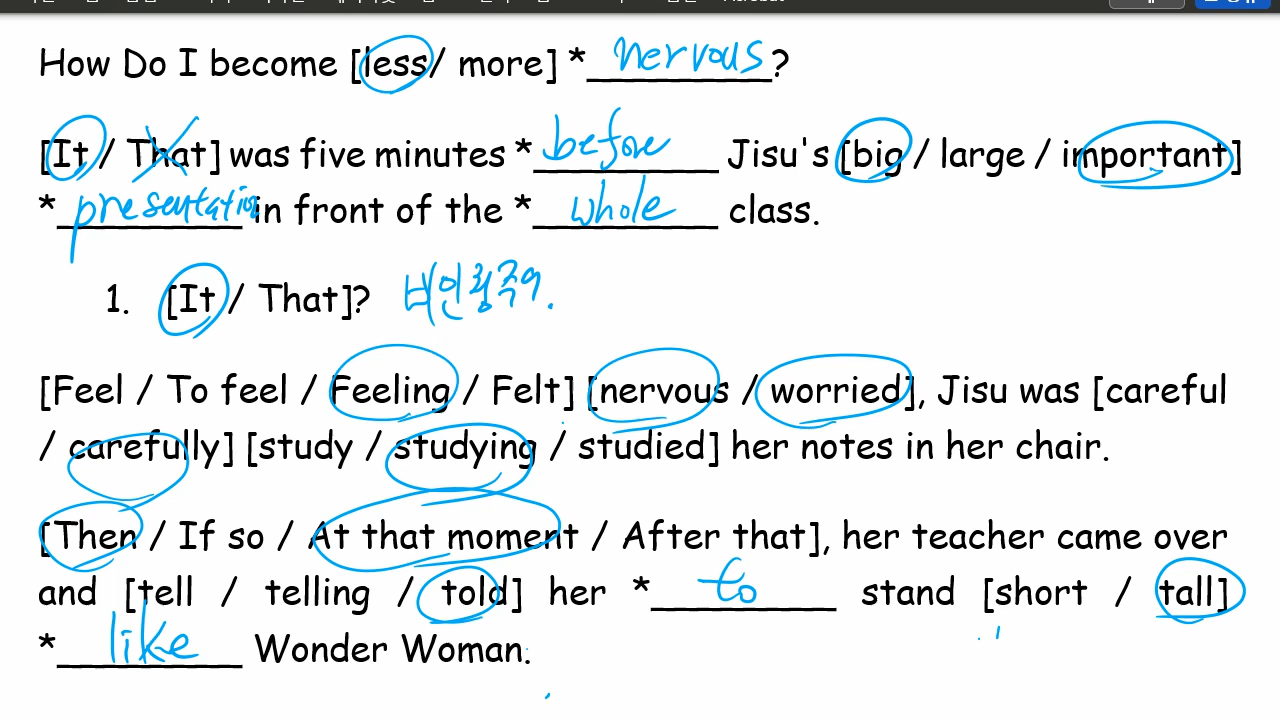 How Do I become [less/ more] *nervous?
[It / That] was five minutes *before Jisu's [big / large / important]
*presentation in front of the *whole class.
1. [It / That]? 비인칭주어.
[Feel / To feel / Feeling / Felt] [nervous / worried], Jisu was [careful
/ carefully] [study / studying / studied] her notes in her chair.
[Then / If so / At that moment / After that], her teacher came over
and [tell / telling / told] her *to stand [short / tall]
*like Wonder Woman.